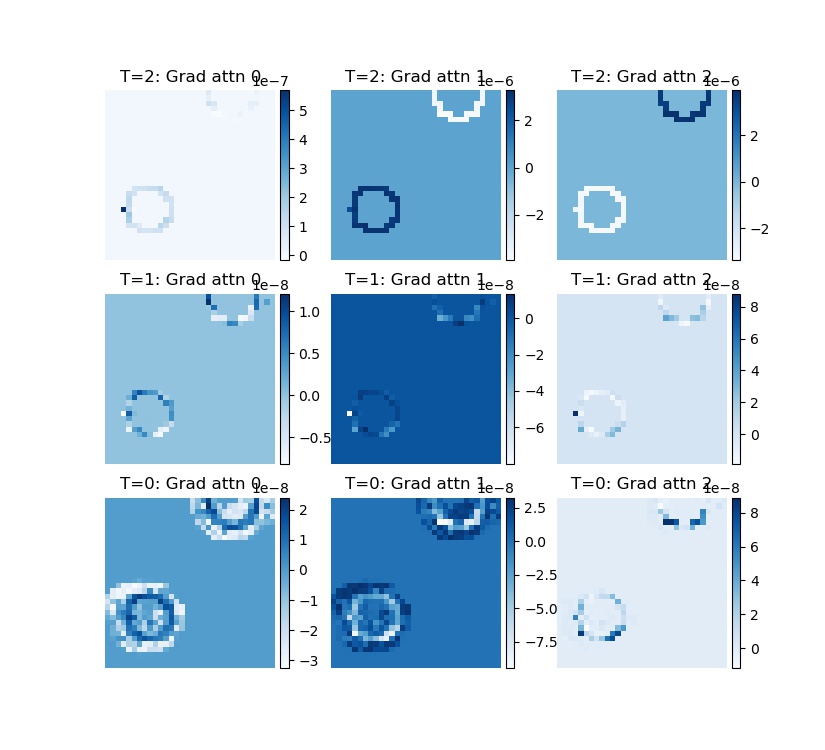 T=2: Grad attn 0
1e−7
5
4
3
2
1
0
T=2: Grad attn 1
1e−6
2
0
−2
T=2: Grad attn 2
1e−6
2
0
−2
T=1: Grad attn 0
1e−8
1.0
0.5
0.0
−0.5
T=1: Grad attn 1
1e−8
0
−2
−4
−6
T=1: Grad attn 2
1e−8
8
6
4
2
0
T=0: Grad attn 0
1e−8
2
1
0
−1
−2
−3
T=0: Grad attn 1
1e−8
2.5
0.0
−2.5
−5.0
−7.5
T=0: Grad attn 2
1e−8
8
6
4
2
0